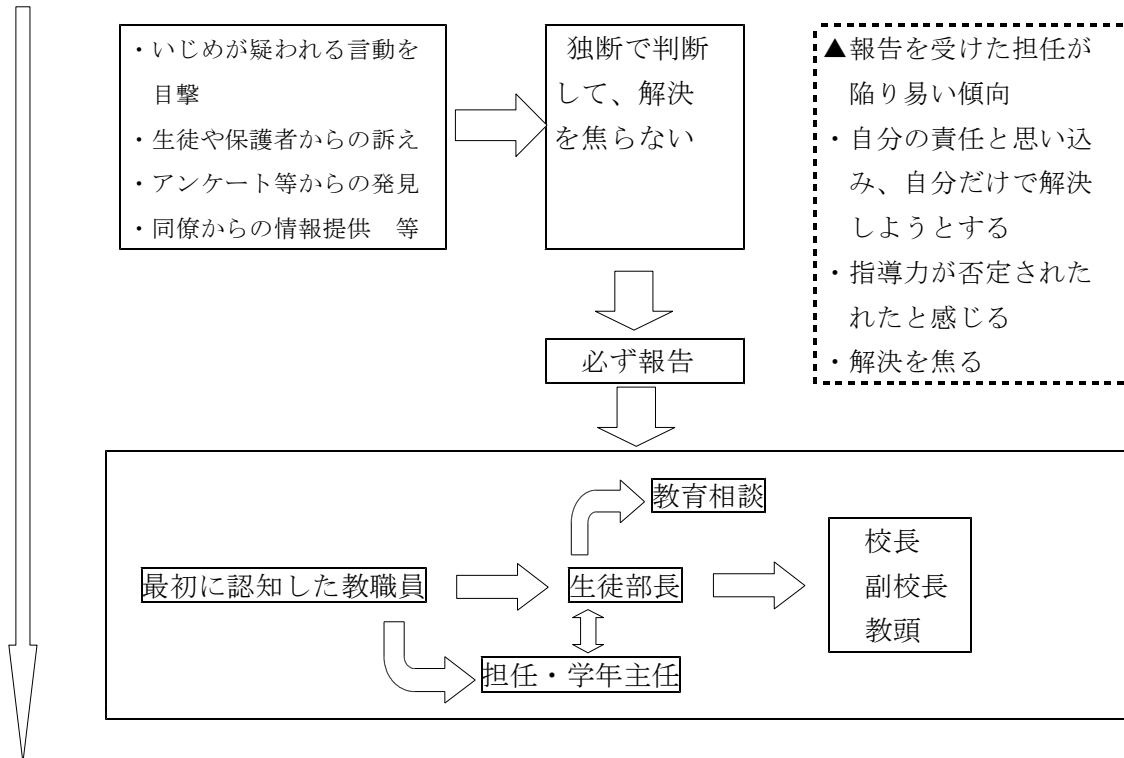 ・いじめが疑われる言動を
目撃
・生徒や保護者からの訴え
・アンケート等からの発見
・同僚からの情報提供　等
独断で判断
して、解決
を焦らない
▲報告を受けた担任が
陥り易い傾向
・自分の責任と思い込
み、自分だけで解決
しようとする
・指導力が否定された
れたと感じる
・解決を焦る
必ず報告
教育相談
最初に認知した教職員
生徒部長
校長
副校長
教頭
担任・学年主任